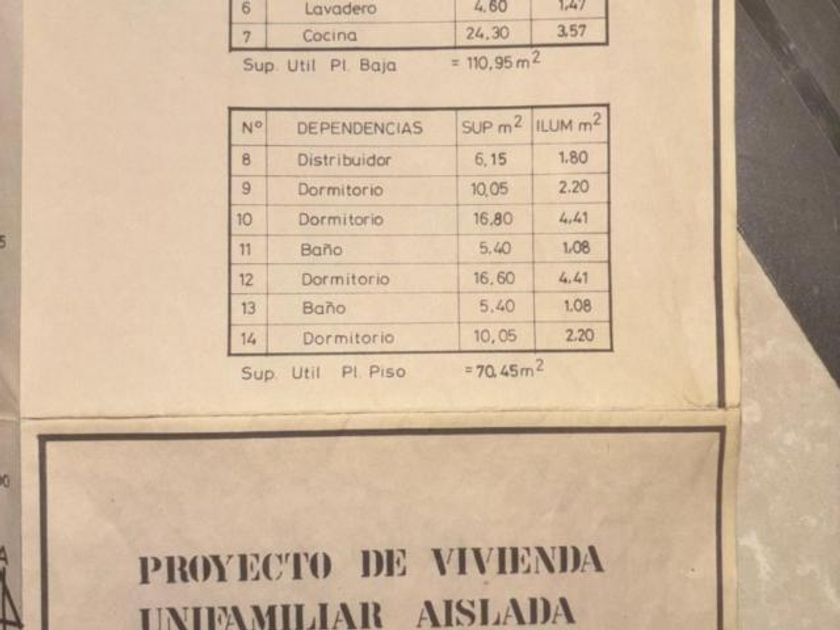 6 Lavadero 4,60 1,47
7 Cocina 24,30 3,57
Sup. Util Pl. Baja = 110,95 m²
Nº DEPENDENCIAS SUP m² ILUM m²
8 Distribuidor 6,15 1.80
9 Dormitorio 10,05 2.20
10 Dormitorio 16,80 4,41
11 Baño 5.40 1,08
12 Dormitorio 16,60 4.41
13 Baño 5,40 1.08
14 Dormitorio 10,05 2.20
Sup. Util Pl. Piso = 70,45 m²
PROYECTO DE VIVIENDA
UNIFAMILIAR AISLADA